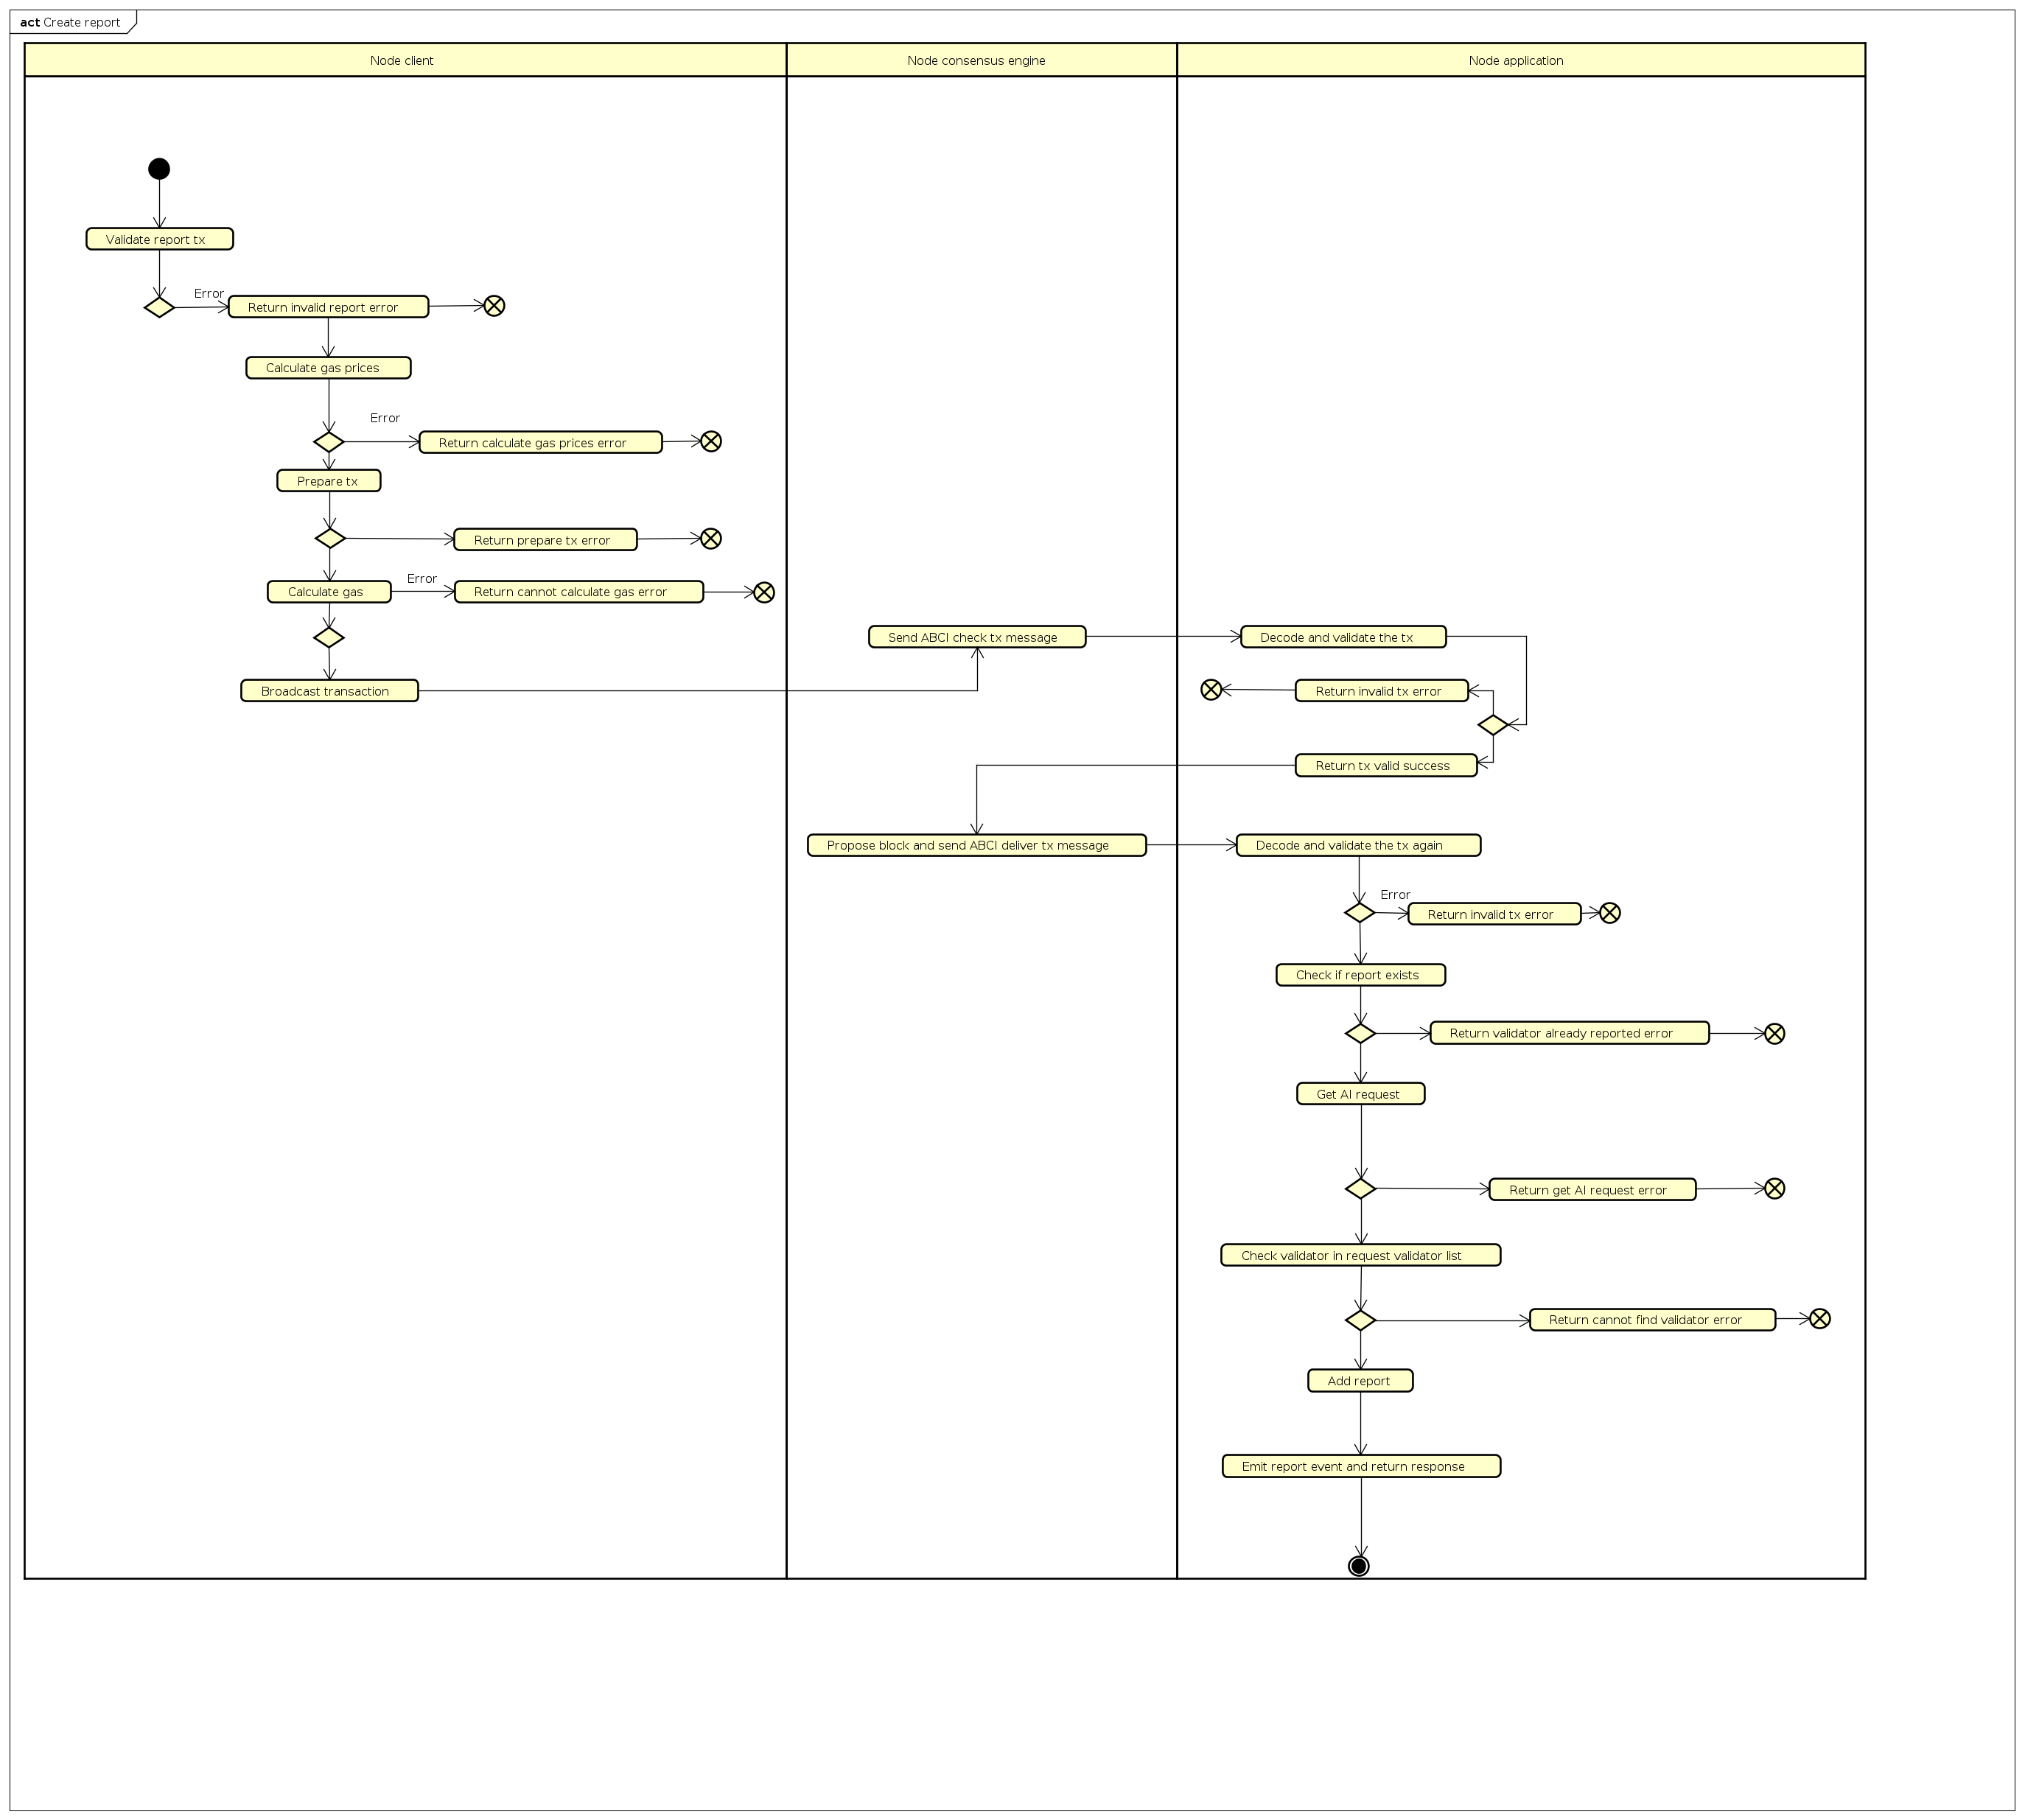 act Create report
Node client
Node consensus engine
Node application
Validate report tx
Error
Return invalid report error
Calculate gas prices
Error
Return calculate gas prices error
Prepare tx
Return prepare tx error
Calculate gas
Error
Return cannot calculate gas error
Broadcast transaction
Send ABCI check tx message
Decode and validate the tx
Return invalid tx error
Return tx valid success
Propose block and send ABCI deliver tx message
Decode and validate the tx again
Error
Return invalid tx error
Check if report exists
Return validator already reported error
Get AI request
Return get AI request error
Check validator in request validator list
Return cannot find validator error
Add report
Emit report event and return response